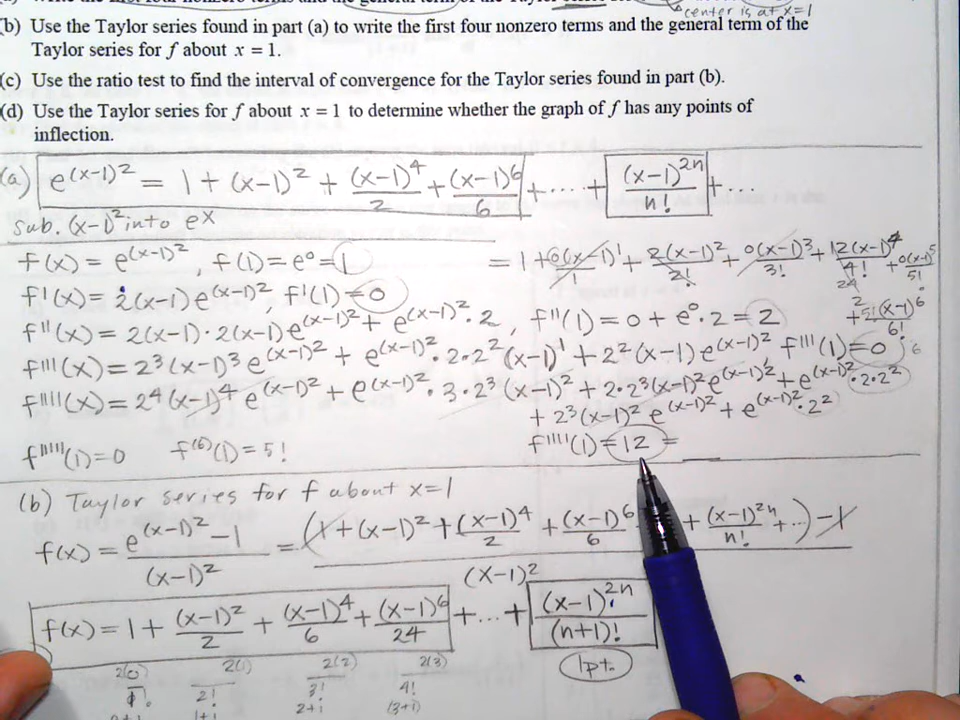 center is at x=1
(b) Use the Taylor series found in part (a) to write the first four nonzero terms and the general term of the
Taylor series for f about x = 1.
(c) Use the ratio test to find the interval of convergence for the Taylor series found in part (b).
(d) Use the Taylor series for f about x = 1 to determine whether the graph of f has any points of
inflection.
(a) e^(x-1)^2 = 1 + (x-1)^2 + (x-1)^4/2 + (x-1)^6/6 + .... + (x-1)^2n/n! + ...
sub. (x-1)^2 into e^x
f(x) = e^(x-1)^2, f(1) = e^0 = 1 = 1 + 0(x-1)^1/1 + 2(x-1)^2/2! + 0(x-1)^3/3! + 12(x-1)^4/4! + 0(x-1)^5/5!
24
f'(x) = 2(x-1)e^(x-1)^2, f'(1) = 0
+ 5!(x-1)^6/6!
f''(x) = 2(x-1)·2(x-1)e^(x-1)^2 + e^(x-1)^2·2, f''(1) = 0 + e^0·2 = 2
f'''(x) = 2^3(x-1)^3 e^(x-1)^2 + e^(x-1)^2·2·2^2(x-1)^1 + 2^2(x-1)e^(x-1)^2 f'''(1) = 0
f''''(x) = 2^4(x-1)^4 e^(x-1)^2 + e^(x-1)^2·3·2^3(x-1)^2 + 2·2^3(x-1)^2 e^(x-1)^2 + e^(x-1)^2·2·2^2
+ 2^3(x-1)^2 e^(x-1)^2 + e^(x-1)^2·2^2
f'''''(1) = 0 f^(6)(1) = 5! f''''(1) = 12 =
(b) Taylor series for f about x=1
f(x) = e^(x-1)^2 - 1/(x-1)^2 = (1 + (x-1)^2 + (x-1)^4/2 + (x-1)^6/6 + (x-1)^2n/n! + ...) - 1
(x-1)^2
f(x) = 1 + (x-1)^2/2 + (x-1)^4/6 + (x-1)^6/24 + ... + (x-1)^2n/(n+1)!
1pt.
2(0) 2(1) 2(2) 2(3)
1! 2! 3! 4!
0+1 1+1 2+1 (3+1)